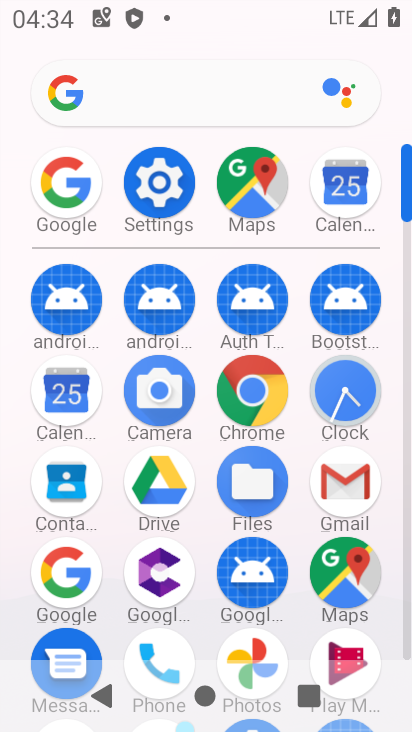 04:34 LTE
Google Settings Maps Calen...
25
androi... androi... Auth T... Bootst...
25
Calen... Camera Chrome Clock
Conta... Drive Files Gmail
Google Googl... Googl... Maps
Messa... Phone Photos Play M...